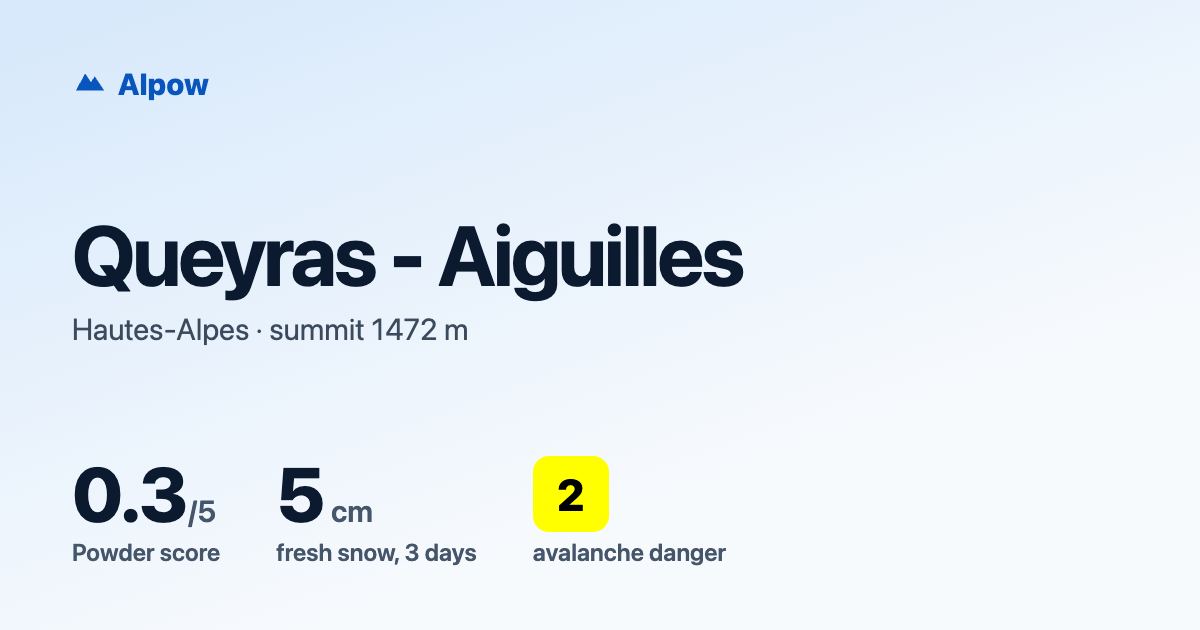 Alpow
Queyras - Aiguilles
Hautes-Alpes · summit 1472 m
0.3/5
Powder score
5 cm
fresh snow, 3 days
2
avalanche danger